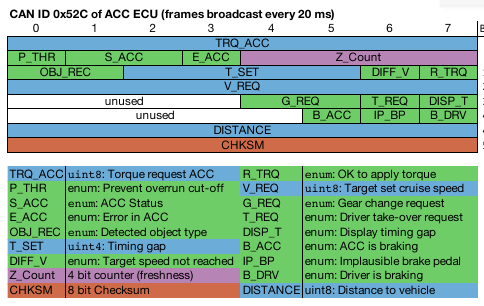 CAN ID 0x52C of ACC ECU (frames broadcast every 20 ms)
0 1 2 3 4 5 6 7
TRQ_ACC
P_THR S_ACC E_ACC Z_Count
OBJ_REC T_SET DIFF_V R_TRQ
V_REQ
unused G_REQ T_REQ DISP_T
unused B_ACC IP_BP B_DRV
DISTANCE
CHKSM
TRQ_ACC uint8: Torque request ACC R_TRQ enum: OK to apply torque
P_THR enum: Prevent overrun cut-off V_REQ uint8: Target set cruise speed
S_ACC enum: ACC Status G_REQ enum: Gear change request
E_ACC enum: Error in ACC T_REQ enum: Driver take-over request
OBJ_REC enum: Detected object type DISP_T enum: Display timing gap
T_SET uint4: Timing gap B_ACC enum: ACC is braking
DIFF_V enum: Target speed not reached IP_BP enum: Implausible brake pedal
Z_Count 4 bit counter (freshness) B_DRV enum: Driver is braking
CHKSM 8 bit Checksum DISTANCE uint8: Distance to vehicle